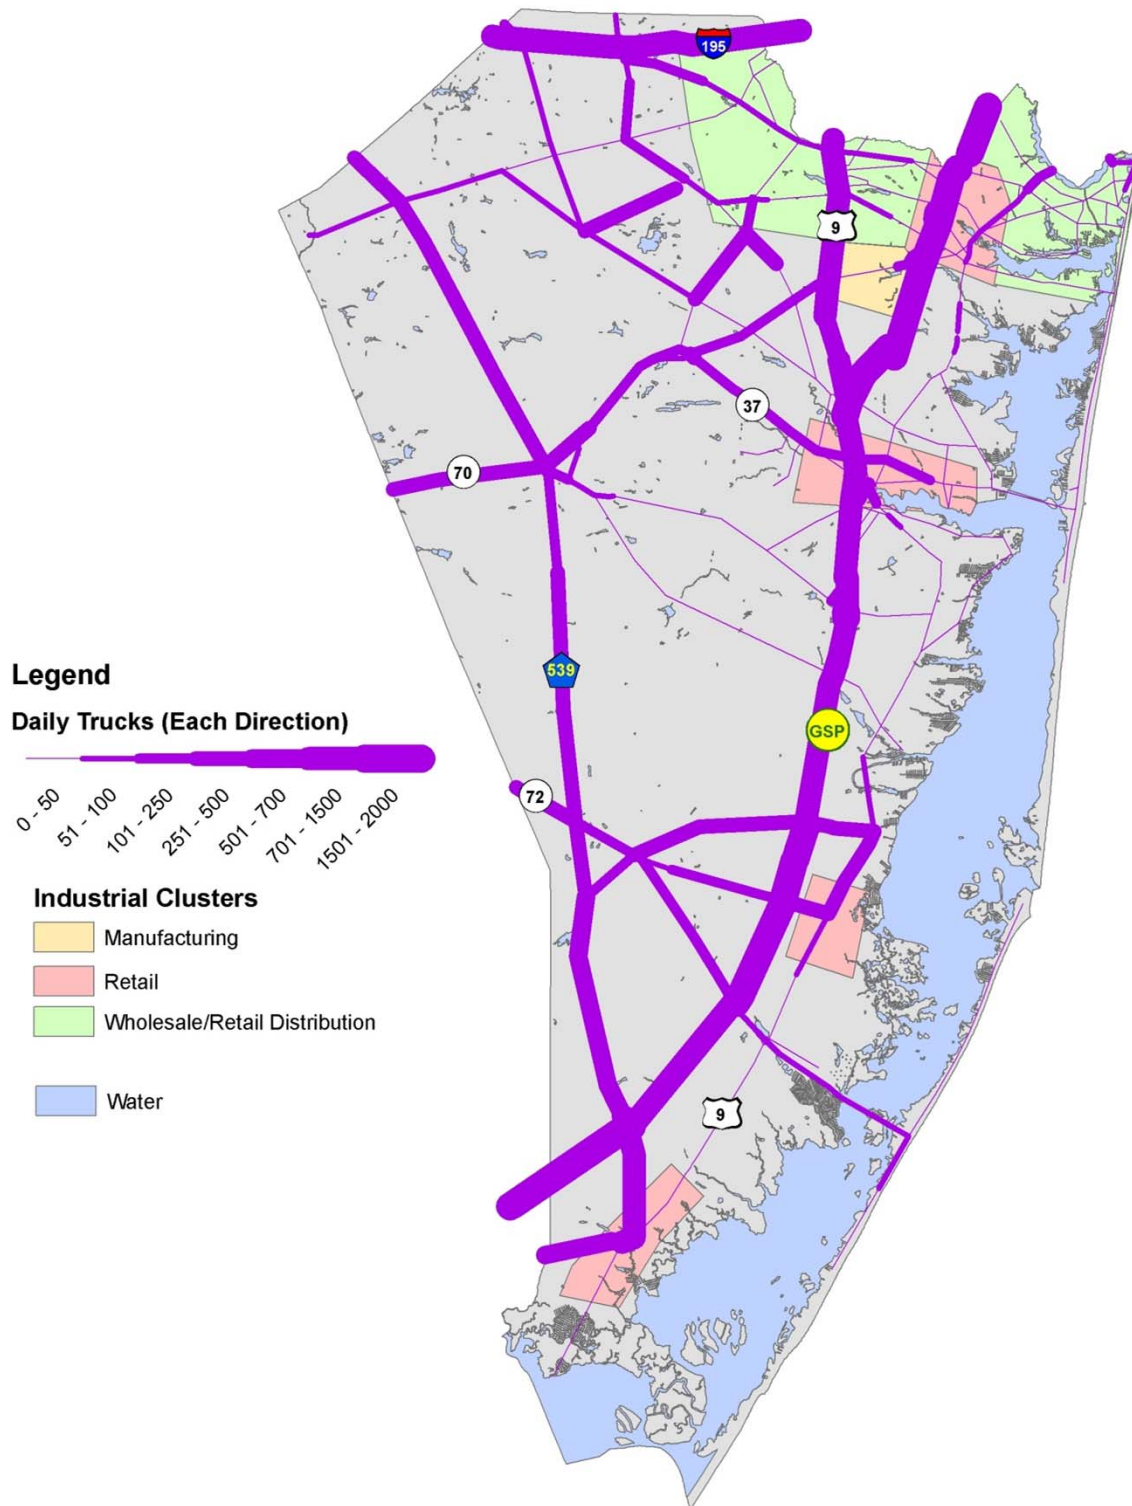 195
9
37
70
Legend
539
Daily Trucks (Each Direction)
GSP
0 - 50
51 - 100
101 - 250
251 - 500
501 - 700
701 - 1500
1501 - 2000
72
Industrial Clusters
Manufacturing
Retail
Wholesale/Retail Distribution
Water
9